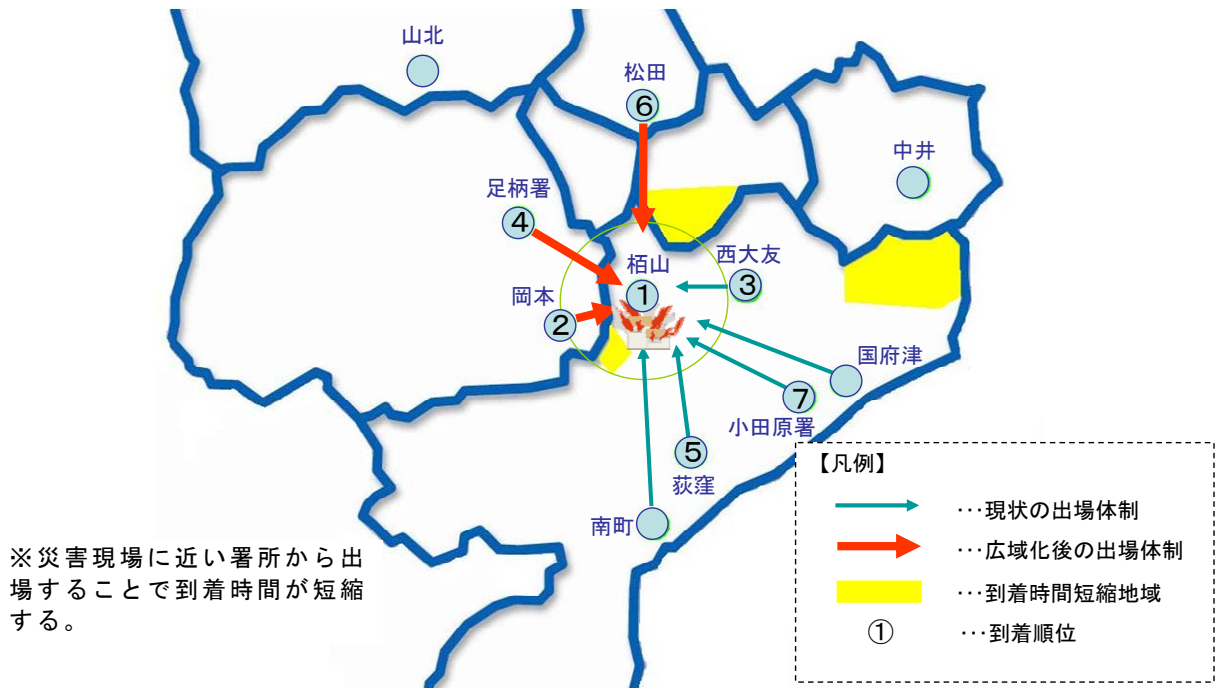 山北
松田
⑥
中井
足柄署
④
栢山
①
西大友
③
岡本
②
国府津
⑦
小田原署
⑤
荻窪
南町
※災害現場に近い署所から出
場することで到着時間が短縮
する。
【凡例】
…現状の出場体制
…広域化後の出場体制
…到着時間短縮地域
① …到着順位